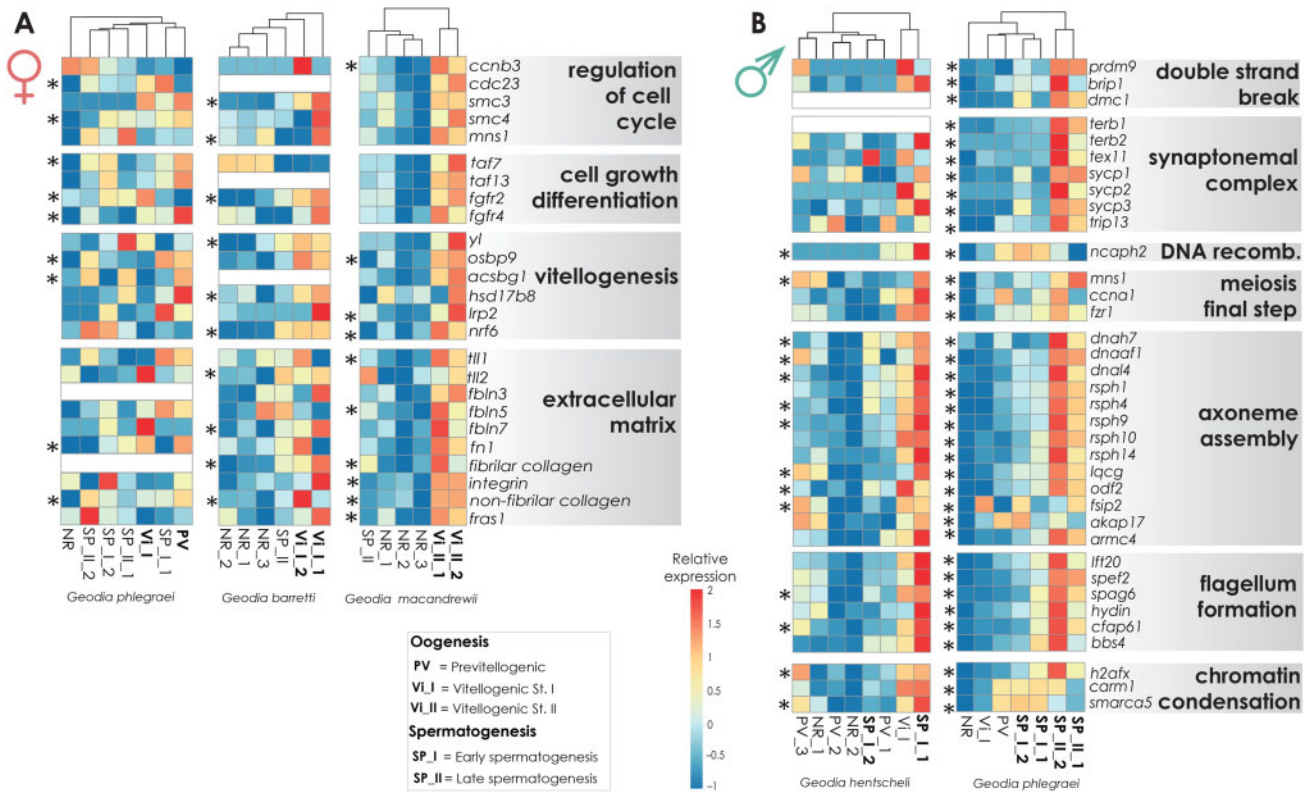 A
*
ccnb3
cdc23
smc3
smc4
mns1
regulation
of cell
cycle
taf7
taf13
fgfr2
fgfr4
cell growth
differentiation
yl
osbp9
acsbg1
hsd17b8
lrp2
nrf6
vitellogenesis
tll1
tll2
fbln3
fbln5
fbln7
fn1
fibrilar collagen
integrin
non-fibrilar collagen
fras1
extracellular
matrix
NR
SP_II_2
SP_I_2
SP_II_1
Vi_I
SP_I_1
PV
Geodia phlegraei
NR_2
NR_1
NR_3
SP_II
Vi_I_2
Vi_I_1
Geodia barretti
SP_II
NR_1
NR_2
NR_3
Vi_II_1
Vi_II_2
Geodia macandrewii
Relative
expression
2
1.5
1
0.5
0
−0.5
−1
Oogenesis
PV = Previtellogenic
Vi_I = Vitellogenic St. I
Vi_II = Vitellogenic St. II
Spermatogenesis
SP_I = Early spermatogenesis
SP_II = Late spermatogenesis
B
prdm9
brip1
dmc1
double strand
break
terb1
terb2
tex11
sycp1
sycp2
sycp3
trip13
synaptonemal
complex
ncaph2
DNA recomb.
mns1
ccna1
fzr1
meiosis
final step
dnah7
dnaaf1
dnal4
rsph1
rsph4
rsph9
rsph10
rsph14
Iqcg
odf2
fsip2
akap17
armc4
axoneme
assembly
Ift20
spef2
spag6
hydin
cfap61
bbs4
flagellum
formation
h2afx
carm1
smarca5
chromatin
condensation
PV_3
NR_1
PV_2
NR_2
SP_I_2
PV_1
Vi_I
SP_I_1
Geodia hentscheli
NR
Vi_I
PV
SP_I_2
SP_I_1
SP_II_2
SP_II_1
Geodia phlegraei